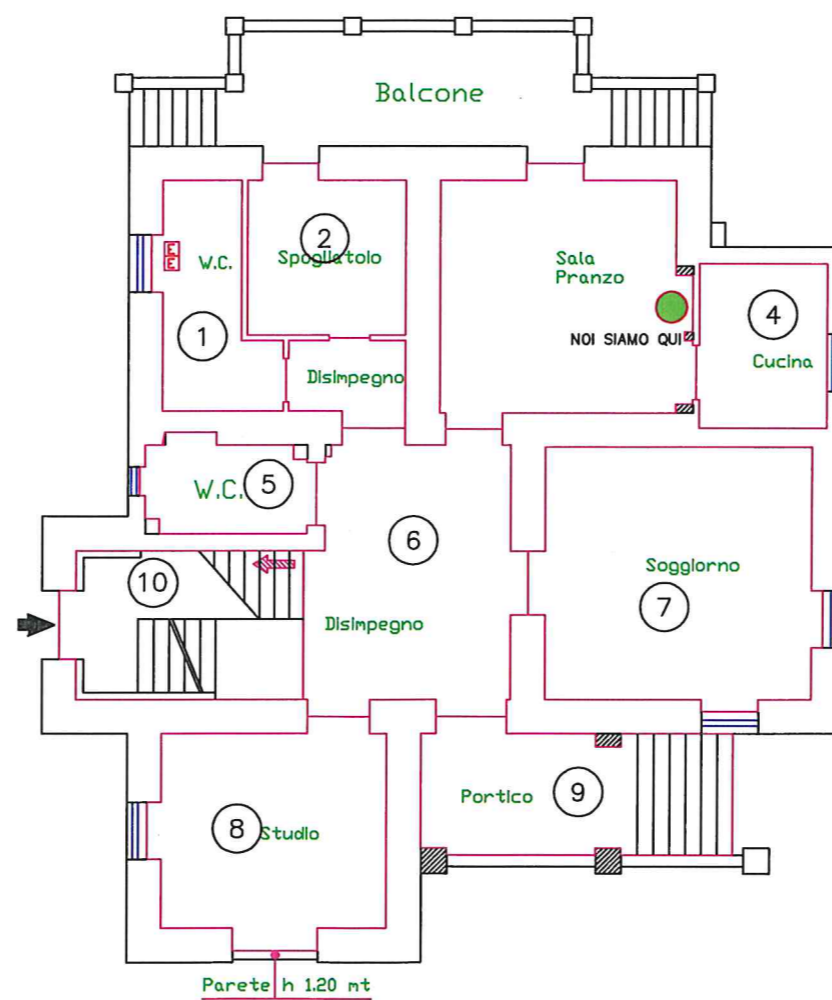 Balcone
2
Spogliatoio
W.C.
Sala
Pranzo
1
NOI SIAMO QUI
4
Cucina
Disimpegno
W.C.
5
6
10
Soggiorno
7
Disimpegno
Portico
9
8
Studio
Parete h 1.20 mt